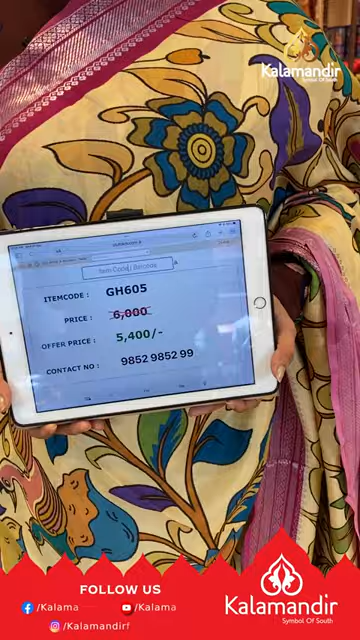 Kalamandir
Symbol Of South
Item Code / Barcode
ITEMCODE : GH605
PRICE : 6,000
OFFER PRICE : 5,400/-
CONTACT NO : 9852 9852 99
FOLLOW US
/Kalama
/Kalama
/Kalamandir
Kalamandir
Symbol Of South